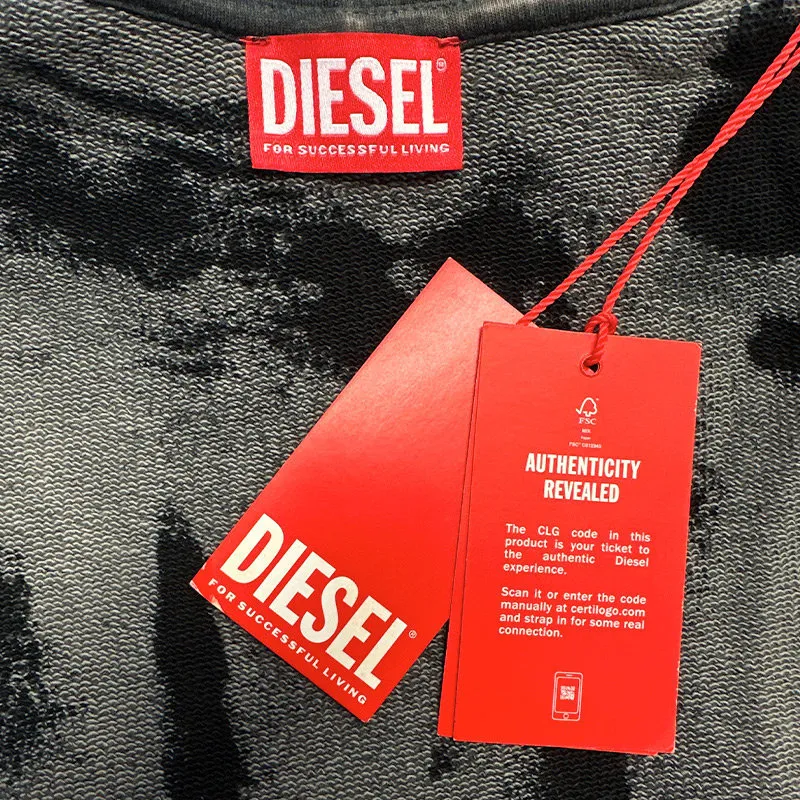 DIESEL®
FOR SUCCESSFUL LIVING
DIESEL®
FOR SUCCESSFUL LIVING
FSC
AUTHENTICITY
REVEALED
The CLG code in this
product is your ticket to
the authentic Diesel
experience.
Scan it or enter the code
manually at certilogo.com
and strap in for some real
connection.